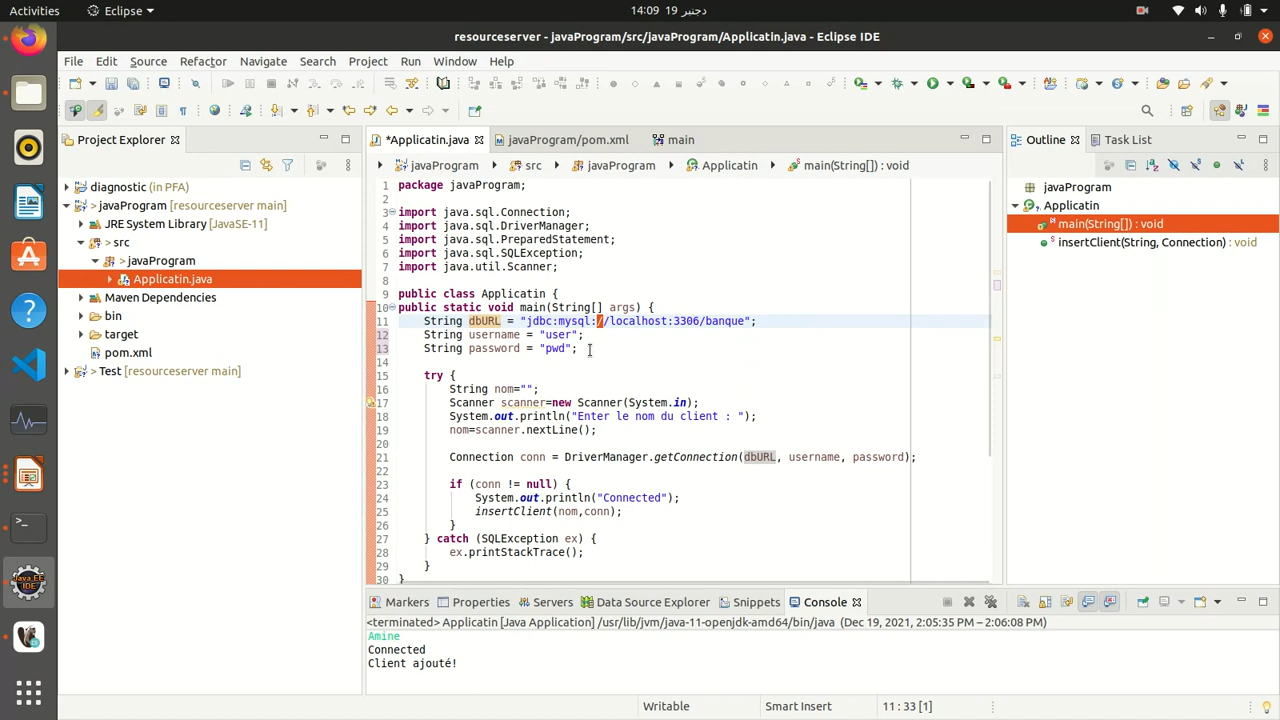 Activities
Eclipse
14:09 19 دجنبر
resourceserver - javaProgram/src/javaProgram/Applicatin.java - Eclipse IDE
File Edit Source Refactor Navigate Search Project Run Window Help
Project Explorer
diagnostic (in PFA)
> javaProgram [resourceserver main]
JRE System Library [JavaSE-11]
> src
> javaProgram
Applicatin.java
Maven Dependencies
bin
target
pom.xml
> Test [resourceserver main]
*Applicatin.java
javaProgram/pom.xml
main
javaProgram
src
javaProgram
Applicatin
main(String[]) : void
1 package javaProgram;
2
3 import java.sql.Connection;
4 import java.sql.DriverManager;
5 import java.sql.PreparedStatement;
6 import java.sql.SQLException;
7 import java.util.Scanner;
8
9 public class Applicatin {
10 public static void main(String[] args) {
11 String dbURL = "jdbc:mysql://localhost:3306/banque";
12 String username = "user";
13 String password = "pwd";
14
15 try {
16 String nom="";
17 Scanner scanner=new Scanner(System.in);
18 System.out.println("Enter le nom du client : ");
19 nom=scanner.nextLine();
20
21 Connection conn = DriverManager.getConnection(dbURL, username, password);
22
23 if (conn != null) {
24 System.out.println("Connected");
25 insertClient(nom,conn);
26 }
27 } catch (SQLException ex) {
28 ex.printStackTrace();
29 }
30 }
Outline
Task List
javaProgram
Applicatin
main(String[]) : void
insertClient(String, Connection) : void
Markers
Properties
Servers
Data Source Explorer
Snippets
Console
<terminated> Applicatin [Java Application] /usr/lib/jvm/java-11-openjdk-amd64/bin/java (Dec 19, 2021, 2:05:35 PM – 2:06:08 PM)
Amine
Connected
Client ajouté!
Writable
Smart Insert
11 : 33 [1]
Java EE
IDE